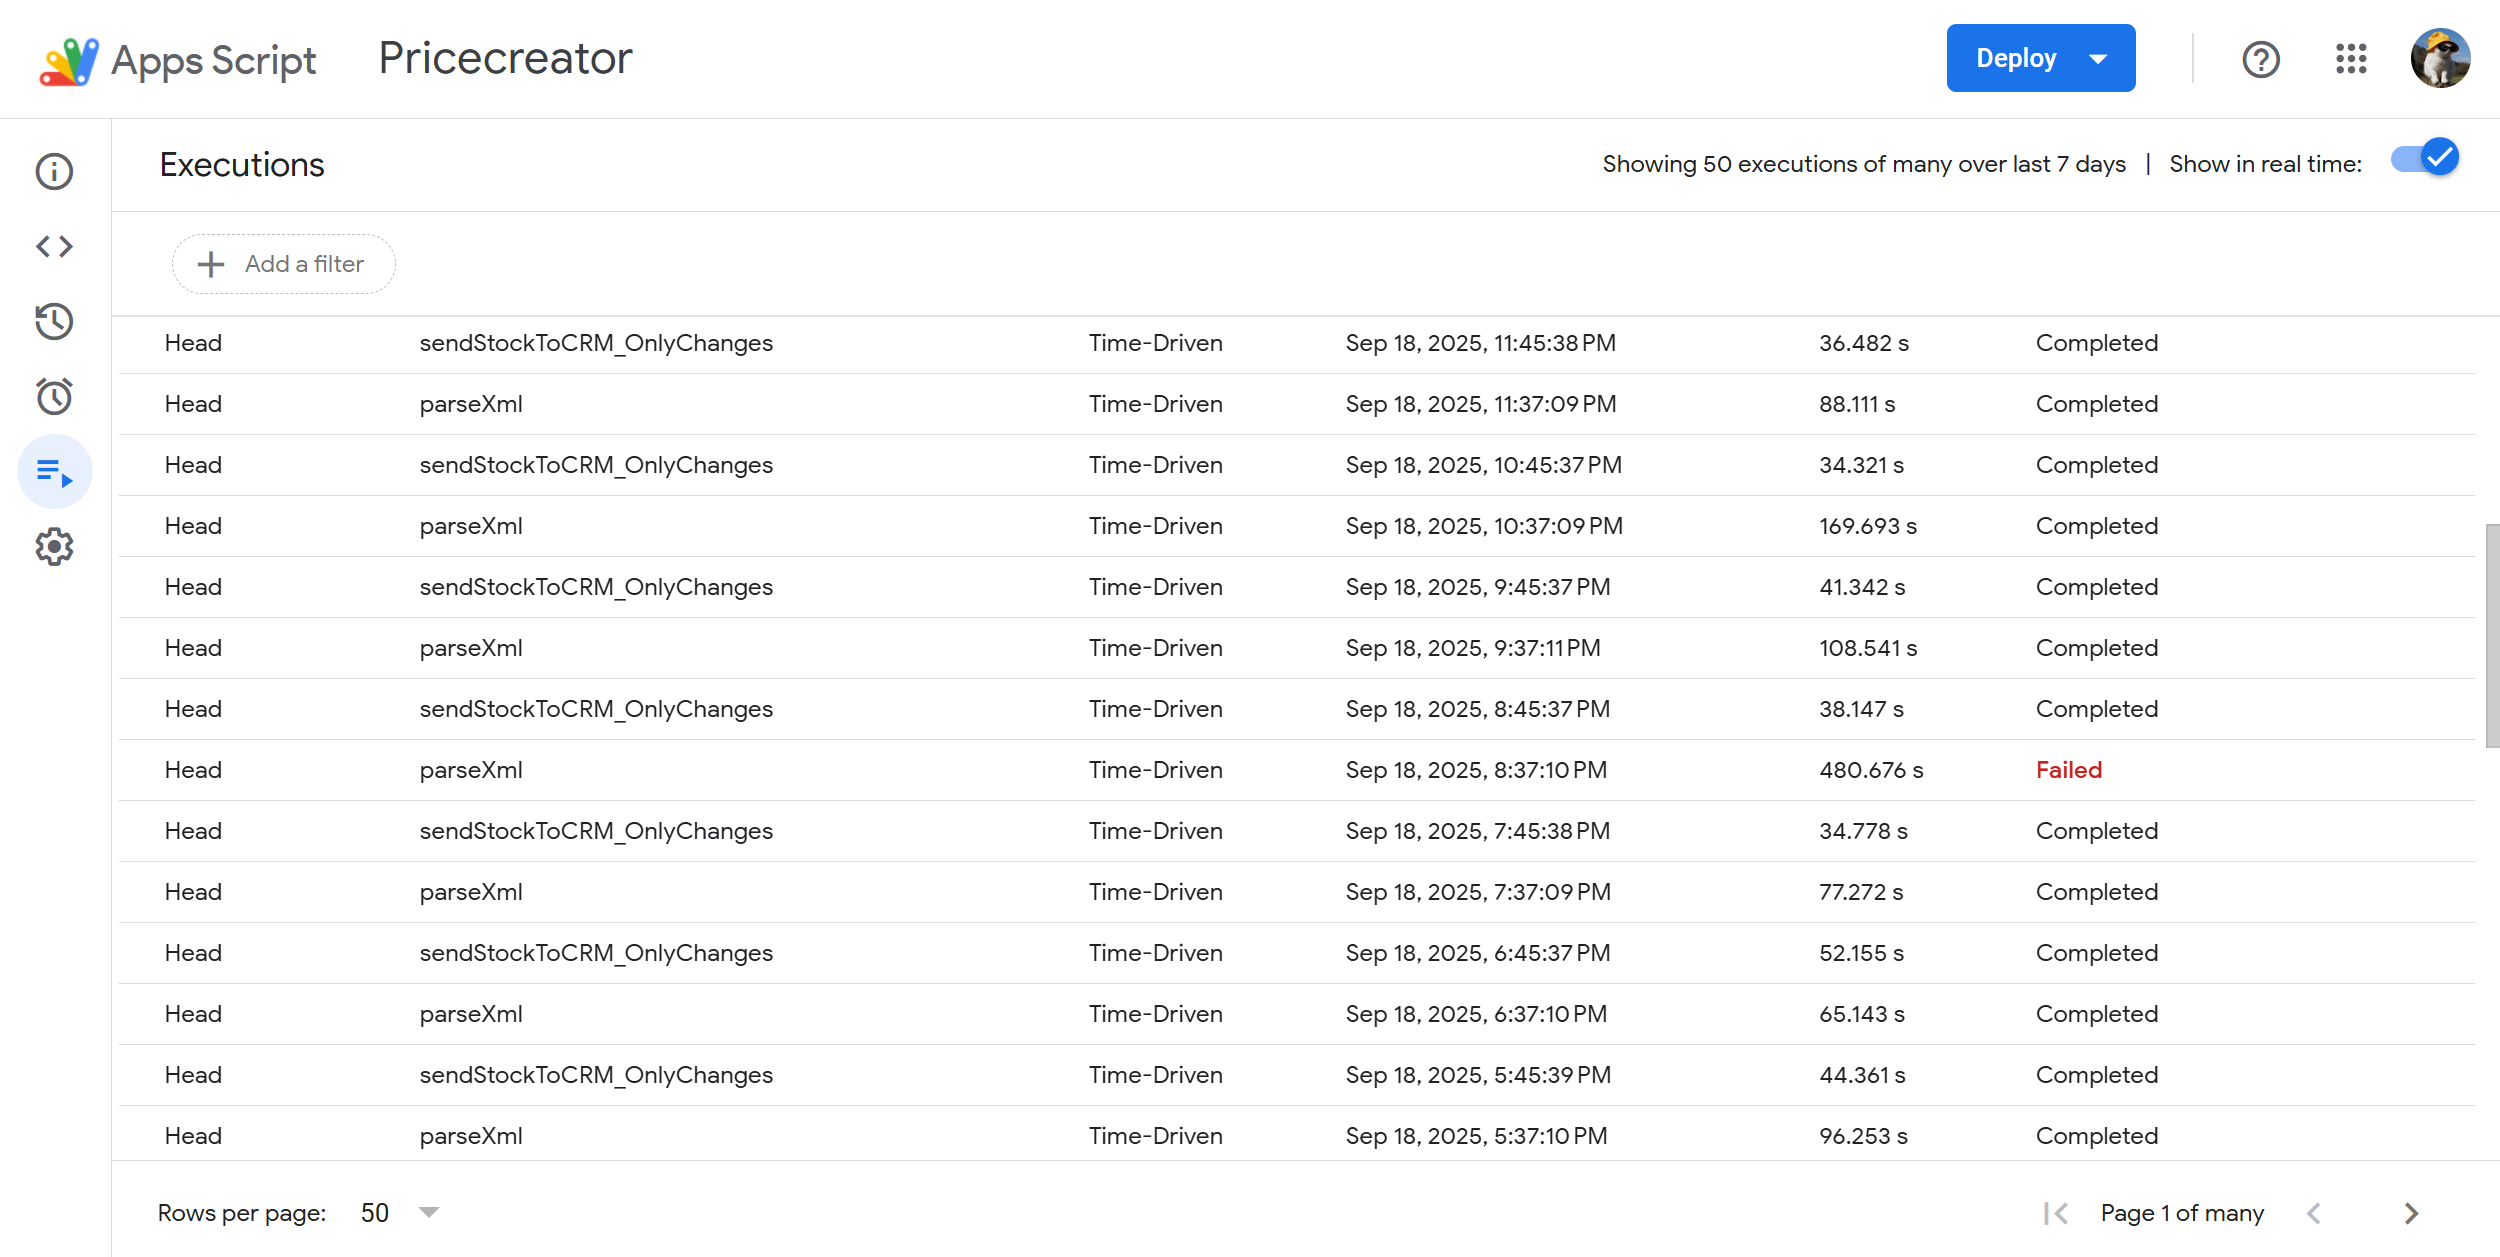 Apps Script Pricecreator Deploy
Executions Showing 50 executions of many over last 7 days | Show in real time:
Add a filter
Head sendStockToCRM_OnlyChanges Time-Driven Sep 18, 2025, 11:45:38 PM 36.482 s Completed
Head parseXml Time-Driven Sep 18, 2025, 11:37:09 PM 88.111 s Completed
Head sendStockToCRM_OnlyChanges Time-Driven Sep 18, 2025, 10:45:37 PM 34.321 s Completed
Head parseXml Time-Driven Sep 18, 2025, 10:37:09 PM 169.693 s Completed
Head sendStockToCRM_OnlyChanges Time-Driven Sep 18, 2025, 9:45:37 PM 41.342 s Completed
Head parseXml Time-Driven Sep 18, 2025, 9:37:11 PM 108.541 s Completed
Head sendStockToCRM_OnlyChanges Time-Driven Sep 18, 2025, 8:45:37 PM 38.147 s Completed
Head parseXml Time-Driven Sep 18, 2025, 8:37:10 PM 480.676 s Failed
Head sendStockToCRM_OnlyChanges Time-Driven Sep 18, 2025, 7:45:38 PM 34.778 s Completed
Head parseXml Time-Driven Sep 18, 2025, 7:37:09 PM 77.272 s Completed
Head sendStockToCRM_OnlyChanges Time-Driven Sep 18, 2025, 6:45:37 PM 52.155 s Completed
Head parseXml Time-Driven Sep 18, 2025, 6:37:10 PM 65.143 s Completed
Head sendStockToCRM_OnlyChanges Time-Driven Sep 18, 2025, 5:45:39 PM 44.361 s Completed
Head parseXml Time-Driven Sep 18, 2025, 5:37:10 PM 96.253 s Completed
Rows per page: 50 Page 1 of many